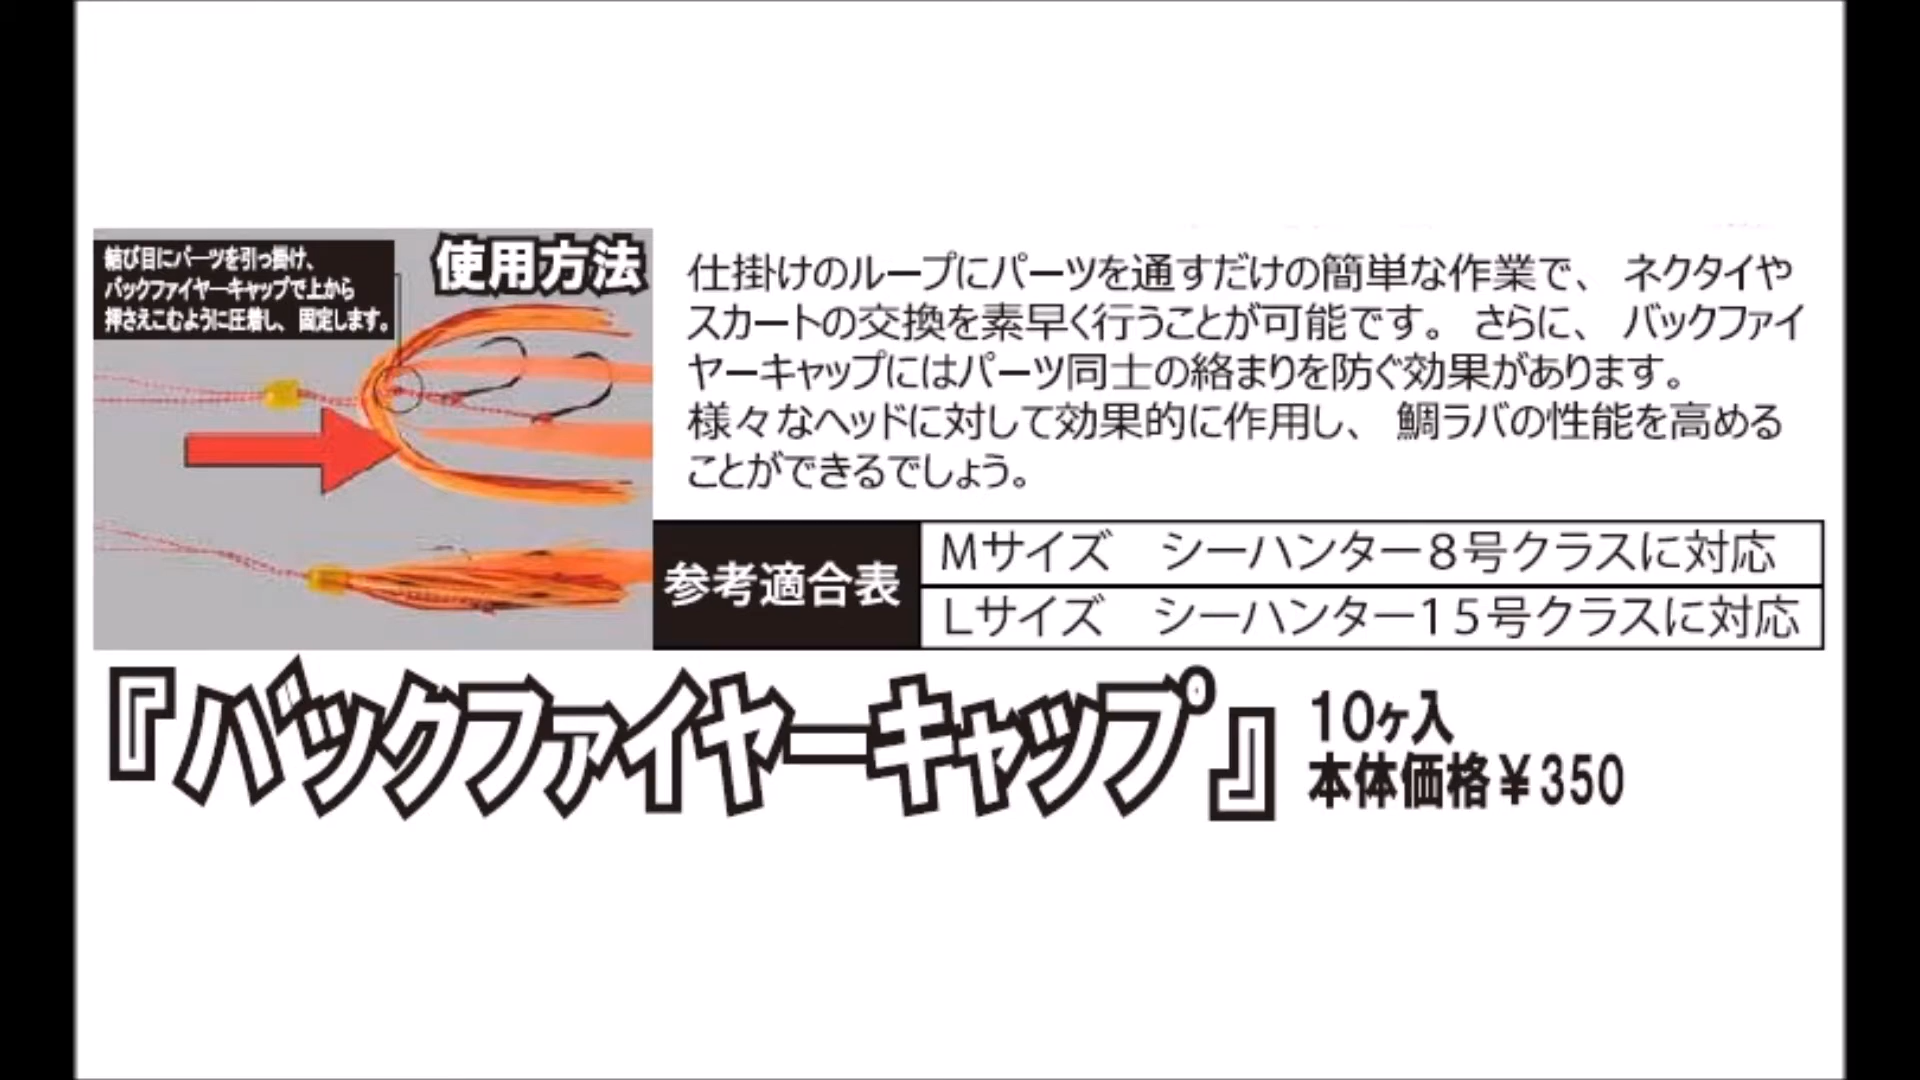 結び目にパーツを引っ掛け、
バックファイヤーキャップで上から
押さえこむように圧着し、固定します。
使用方法
仕掛けのループにパーツを通すだけの簡単な作業で、ネクタイや
スカートの交換を素早く行うことが可能です。さらに、バックファイ
ヤーキャップにはパーツ同士の絡まりを防ぐ効果があります。
様々なヘッドに対して効果的に作用し、鯛ラバの性能を高める
ことができるでしょう。
参考適合表
Mサイズ　シーハンター8号クラスに対応
Lサイズ　シーハンター15号クラスに対応
『バックファイヤーキャップ』
10ヶ入
本体価格￥350